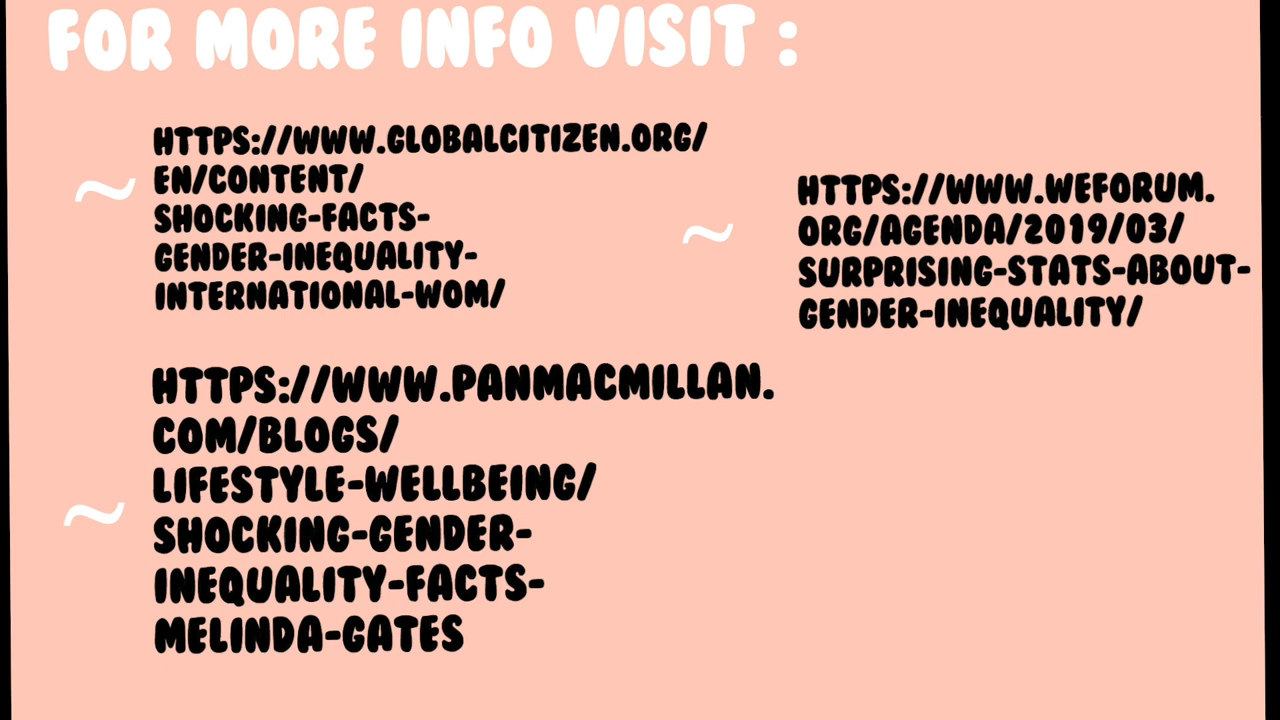 FOR MORE INFO VISIT :
~
HTTPS://WWW.GLOBALCITIZEN.ORG/
EN/CONTENT/
SHOCKING-FACTS-
GENDER-INEQUALITY-
INTERNATIONAL-WOM/
~
HTTPS://WWW.WEFORUM.
ORG/AGENDA/2019/03/
SURPRISING-STATS-ABOUT-
GENDER-INEQUALITY/
~
HTTPS://WWW.PANMACMILLAN.
COM/BLOGS/
LIFESTYLE-WELLBEING/
SHOCKING-GENDER-
INEQUALITY-FACTS-
MELINDA-GATES